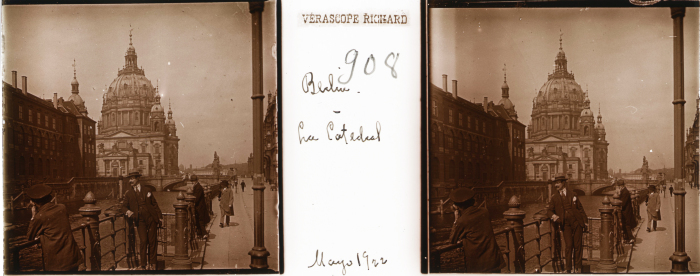 VÉRASCOPE RICHARD
908
Berlin.
-
La Catedral
Mayo 1922